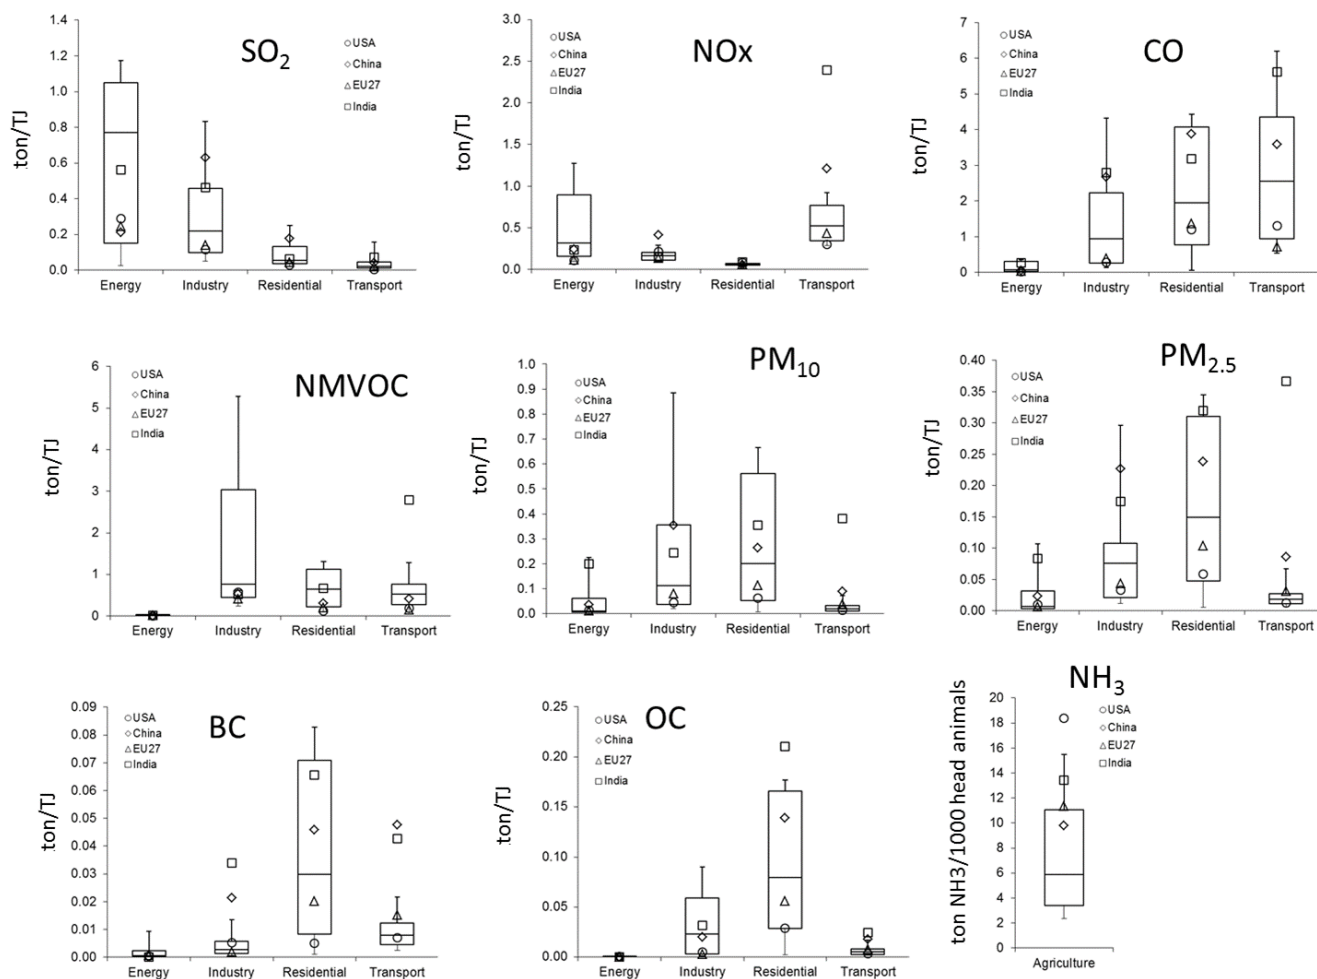 SO2
ton/TJ
1.4
1.2
1.0
0.8
0.6
0.4
0.2
0.0
USA
China
EU27
India
Energy Industry Residential Transport
NOx
ton/TJ
3.0
2.5
2.0
1.5
1.0
0.5
0.0
USA
China
EU27
India
Energy Industry Residential Transport
CO
ton/TJ
7
6
5
4
3
2
1
0
USA
China
EU27
India
Energy Industry Residential Transport
NMVOC
ton/TJ
6
5
4
3
2
1
0
USA
China
EU27
India
Energy Industry Residential Transport
PM10
ton/TJ
1.0
0.9
0.8
0.7
0.6
0.5
0.4
0.3
0.2
0.1
0.0
USA
China
EU27
India
Energy Industry Residential Transport
PM2.5
ton/TJ
0.40
0.35
0.30
0.25
0.20
0.15
0.10
0.05
0.00
USA
China
EU27
India
Energy Industry Residential Transport
BC
ton/TJ
0.09
0.08
0.07
0.06
0.05
0.04
0.03
0.02
0.01
0.00
USA
China
EU27
India
Energy Industry Residential Transport
OC
ton/TJ
0.25
0.20
0.15
0.10
0.05
0.00
USA
China
EU27
India
Energy Industry Residential Transport
NH3
ton NH3/1000 head animals
20
18
16
14
12
10
8
6
4
2
0
USA
China
EU27
India
Agriculture